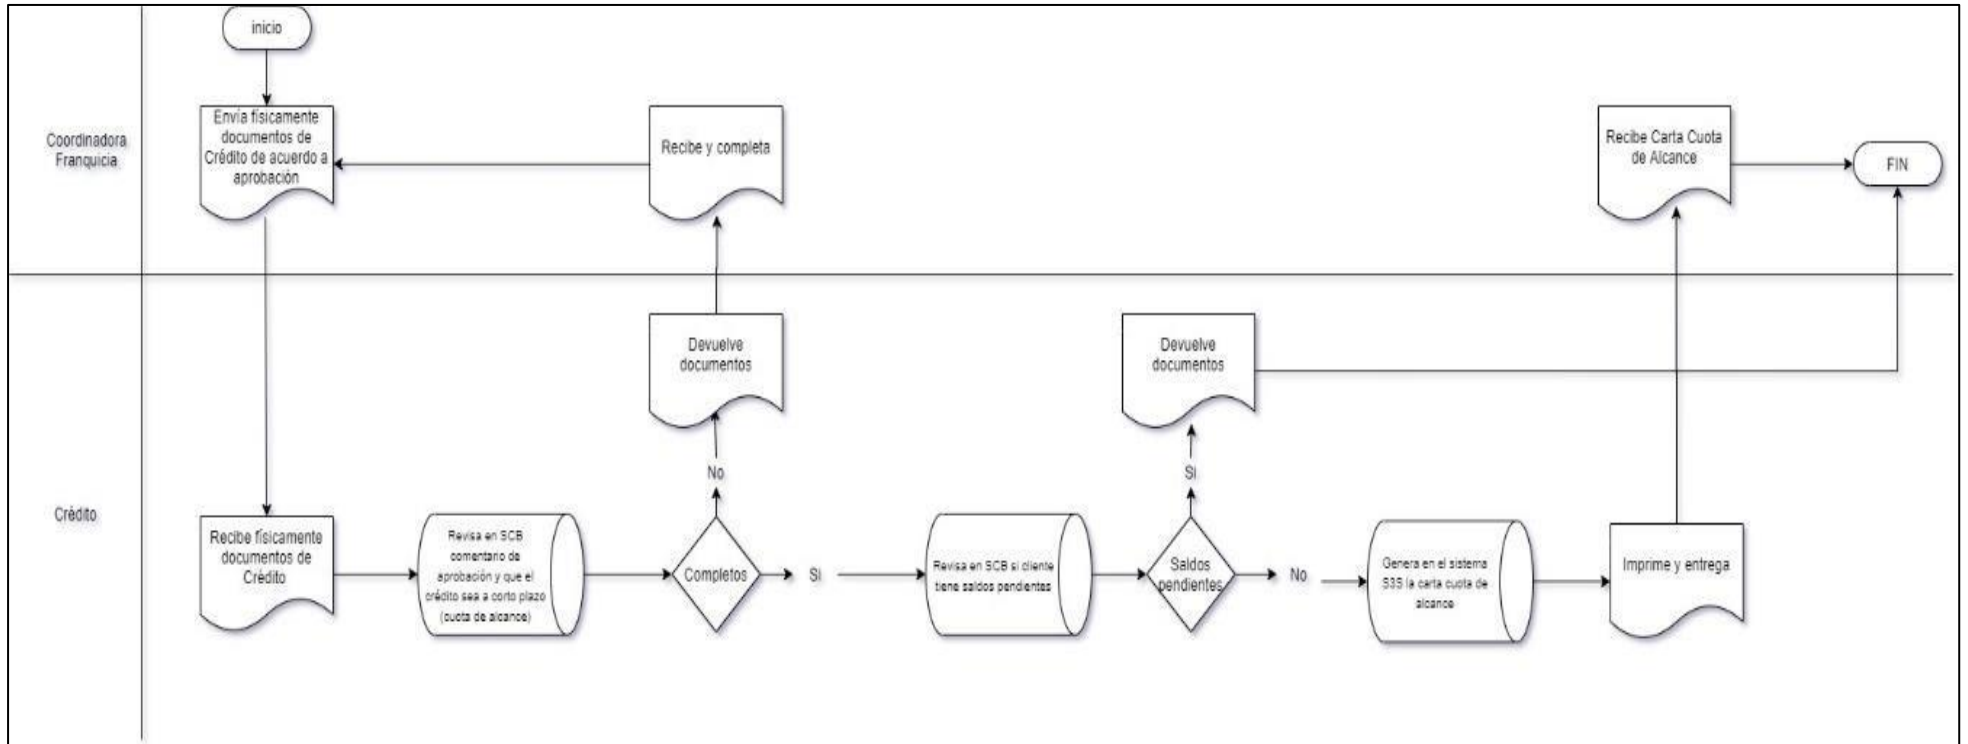 inicio
Coordinadora
Franquicia
Envía físicamente
documentos de
Crédito de acuerdo a
aprobación
Recibe y completa
Recibe Carta Cuota
de Alcance
FIN
Devuelve
documentos
Devuelve
documentos
No
Si
Crèdito
Recibe físicamente
documentos de
Crédito
Revisa en SCB
comentario de
aprobación y que el
crédito sea a corto plazo
(cuota de alcance)
Completos
Si
Revisa en SCB si cliente
tiene saldos pendientes
Saldos
pendientes
No
Genera en el sistema
S3S la carta cuota de
alcance
Imprime y entrega